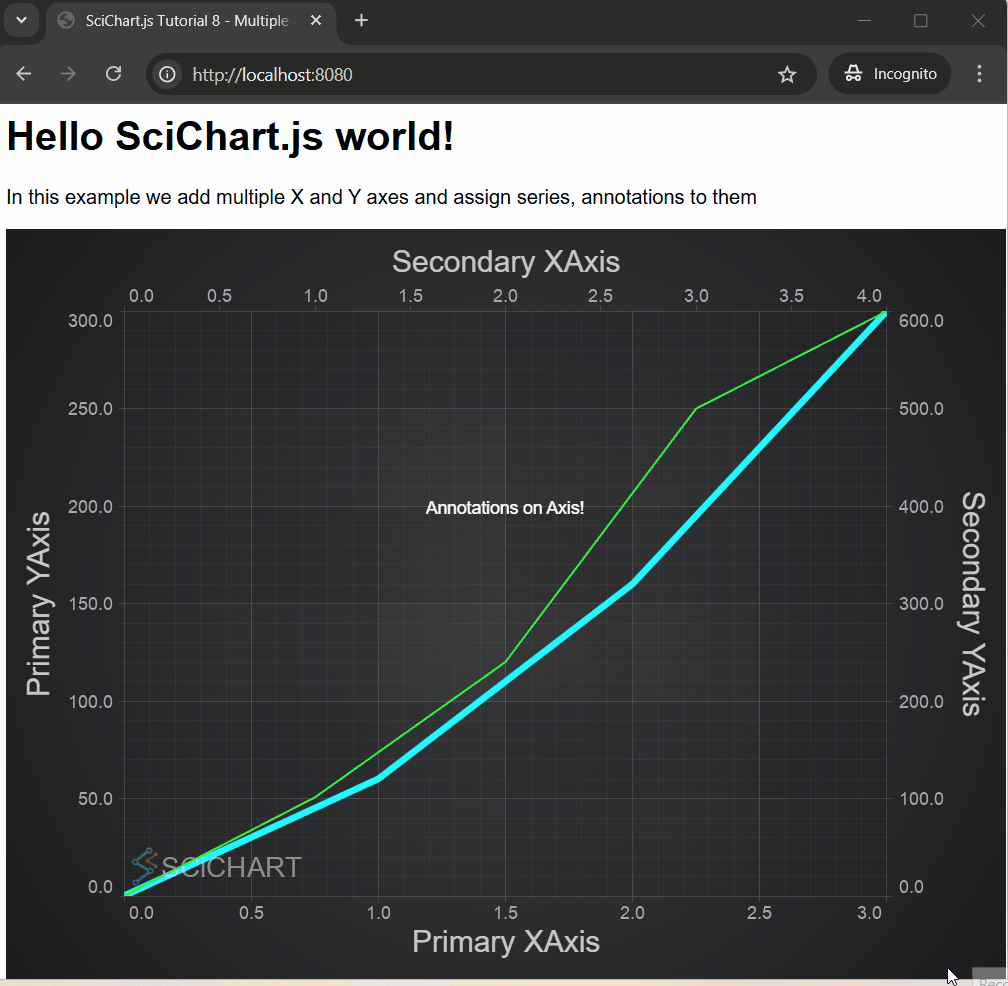 SciChart.js Tutorial 8 - Multiple
http://localhost:8080
Incognito
Hello SciChart.js world!
In this example we add multiple X and Y axes and assign series, annotations to them
Secondary XAxis
0.0 0.5 1.0 1.5 2.0 2.5 3.0 3.5 4.0
300.0 600.0
250.0 500.0
Annotations on Axis!
200.0 400.0
Primary YAxis
Secondary YAxis
150.0 300.0
100.0 200.0
50.0 100.0
SCICHART
0.0 0.0
0.0 0.5 1.0 1.5 2.0 2.5 3.0
Primary XAxis